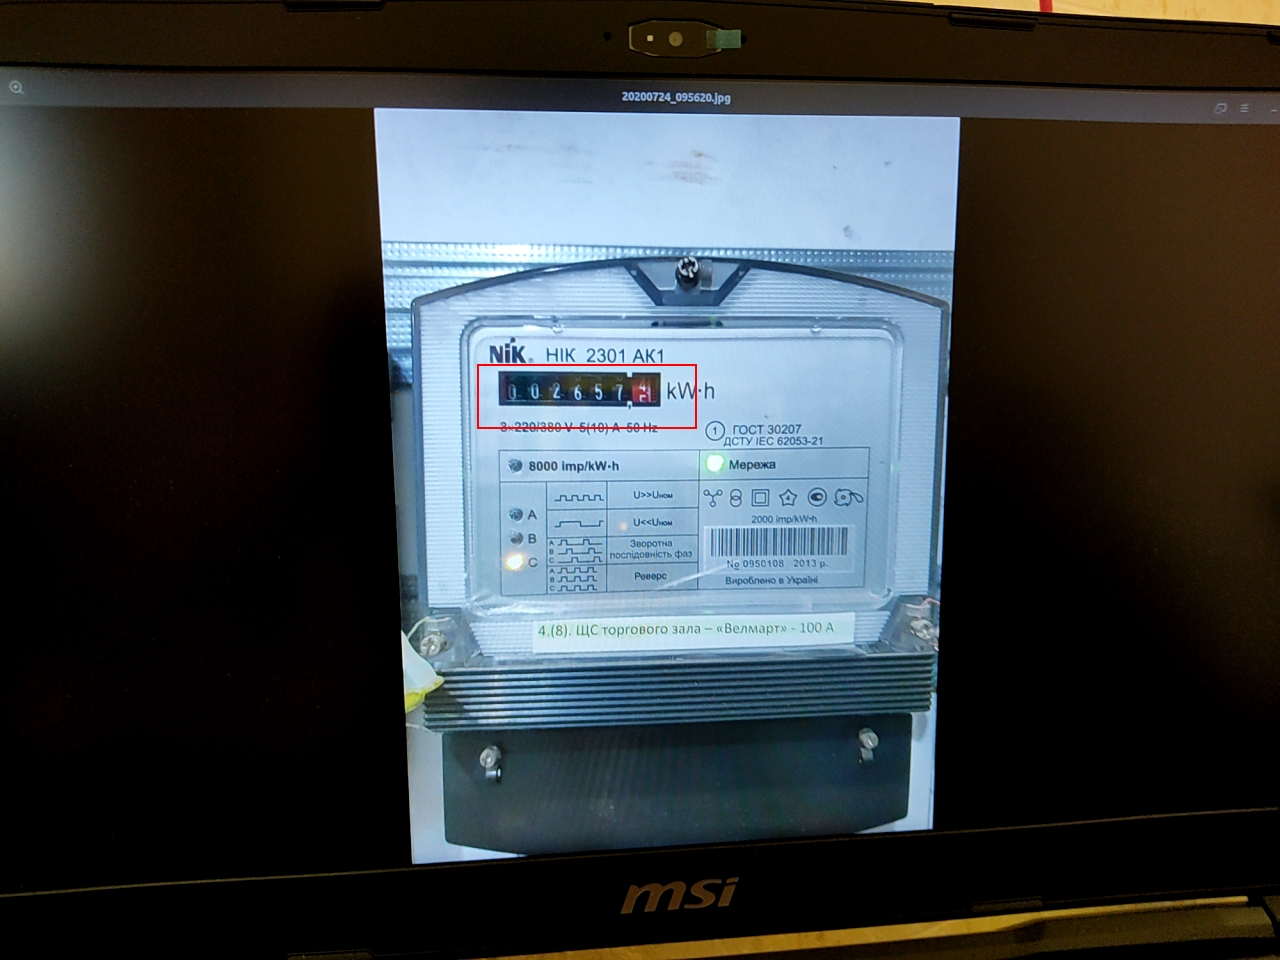 20200724_095620.jpg
NiK® НІК 2301 АК1
002657 kW·h
3×220/380 V 5(10) A 50 Hz
1 ГОСТ 30207
ДСТУ IEC 62053-21
8000 imp/kW·h
Мережа
A
B
C
U>>Uном
U<<Uном
A
B
C
Зворотна
послідовність фаз
A
B
C
Реверс
4
2000 imp/kW·h
№ 0950108 2013 р.
Вироблено в Україні
4.(8). ЩС торгового зала – «Велмарт» - 100 А
msi